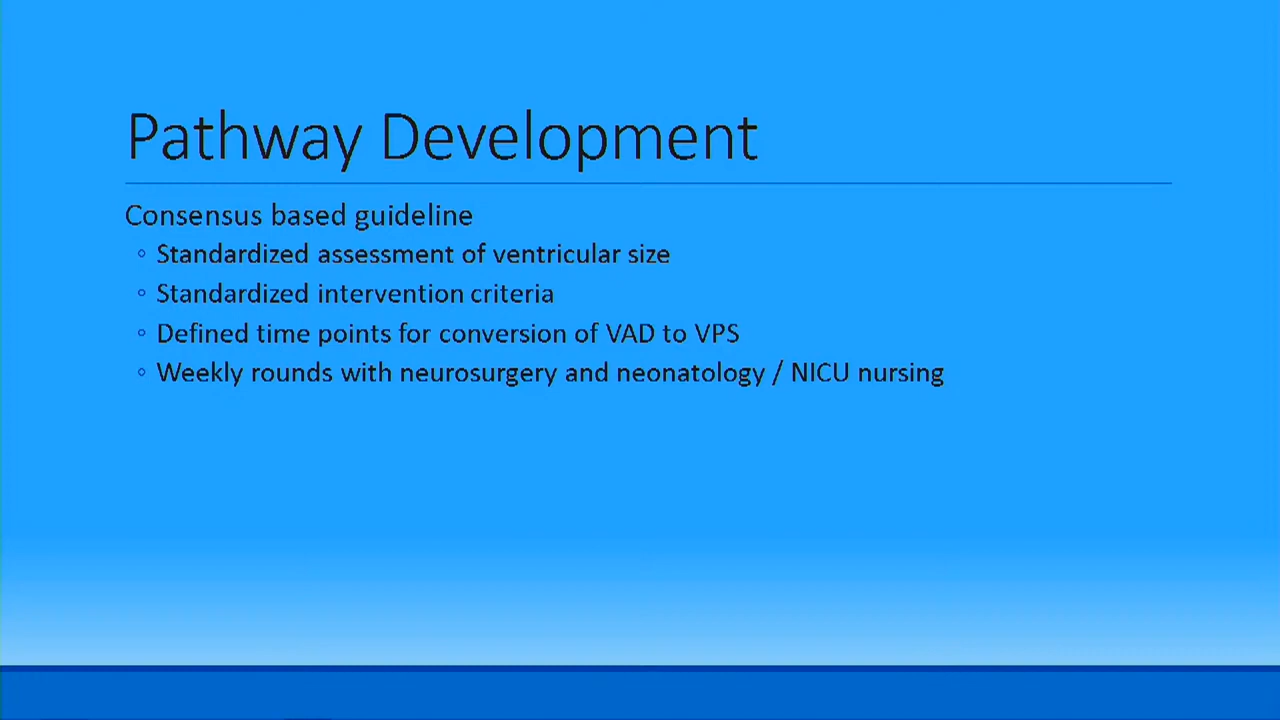 Pathway Development
Consensus based guideline
◦ Standardized assessment of ventricular size
◦ Standardized intervention criteria
◦ Defined time points for conversion of VAD to VPS
◦ Weekly rounds with neurosurgery and neonatology / NICU nursing